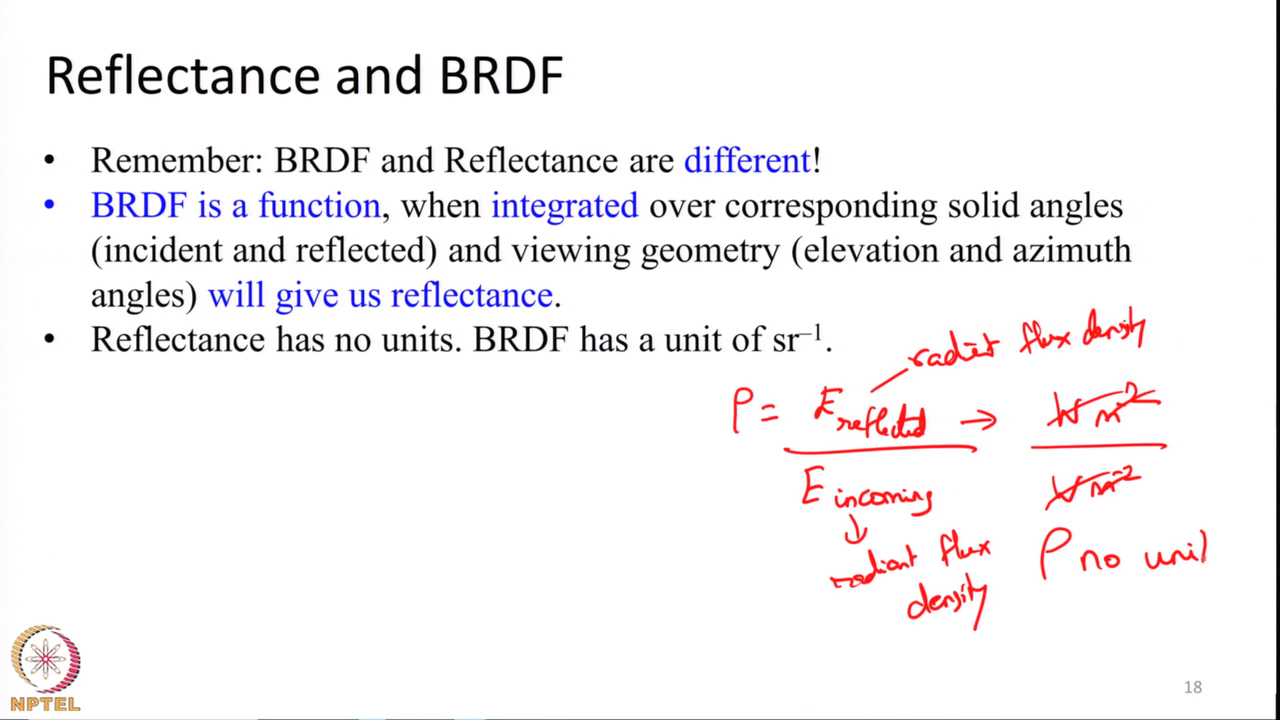 Reflectance and BRDF
• Remember: BRDF and Reflectance are different!
• BRDF is a function, when integrated over corresponding solid angles
(incident and reflected) and viewing geometry (elevation and azimuth
angles) will give us reflectance.
• Reflectance has no units. BRDF has a unit of sr⁻¹.
radiet flux density
ρ = E reflected → W m⁻²
E incoming W m⁻²
↓
radiant flux
density
ρ no unit
NPTEL
18